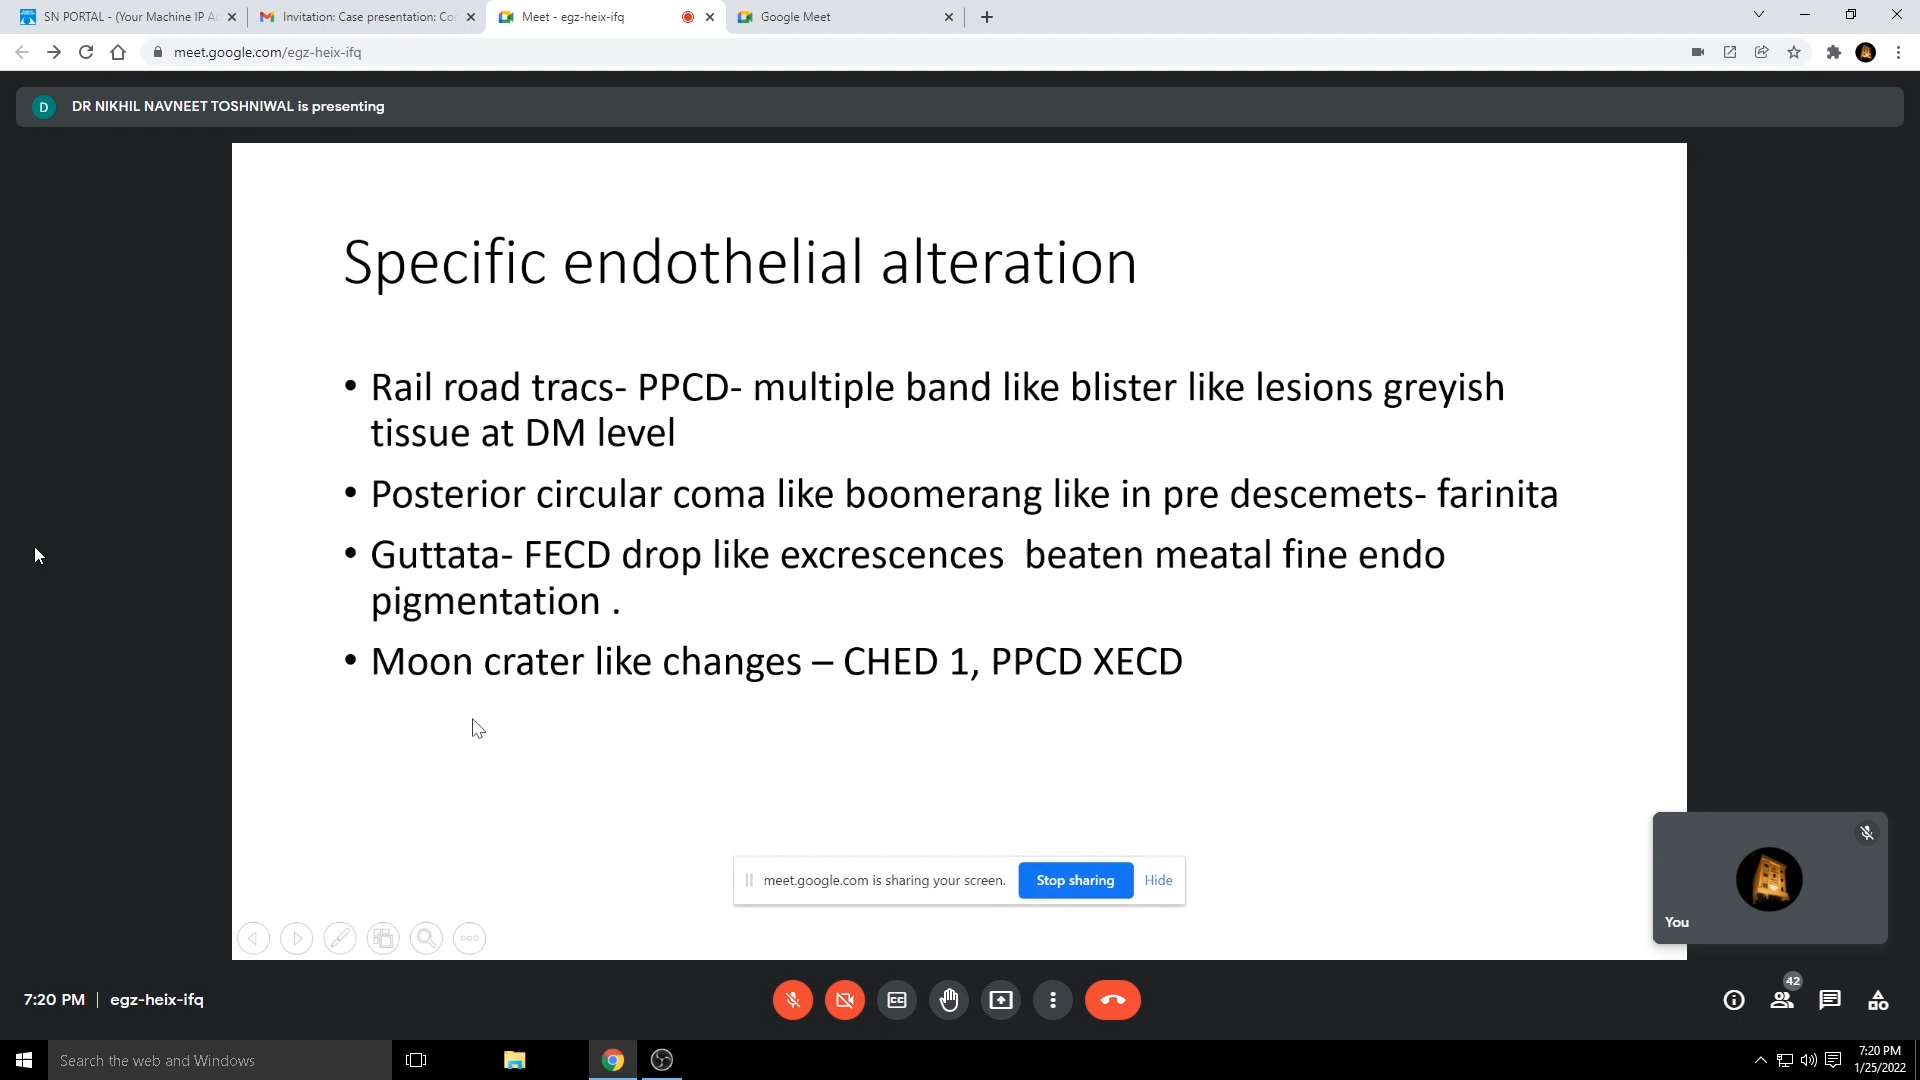 SN PORTAL - (Your Machine IP Ac
Invitation: Case presentation: Cor
Meet - egz-heix-ifq
Google Meet
meet.google.com/egz-heix-ifq
D
DR NIKHIL NAVNEET TOSHNIWAL is presenting
Specific endothelial alteration
• Rail road tracs- PPCD- multiple band like blister like lesions greyish
tissue at DM level
• Posterior circular coma like boomerang like in pre descemets- farinita
• Guttata- FECD drop like excrescences beaten meatal fine endo
pigmentation .
• Moon crater like changes – CHED 1, PPCD XECD
meet.google.com is sharing your screen.
Stop sharing
Hide
You
7:20 PM | egz-heix-ifq
CC
42
Search the web and Windows
7:20 PM
1/25/2022